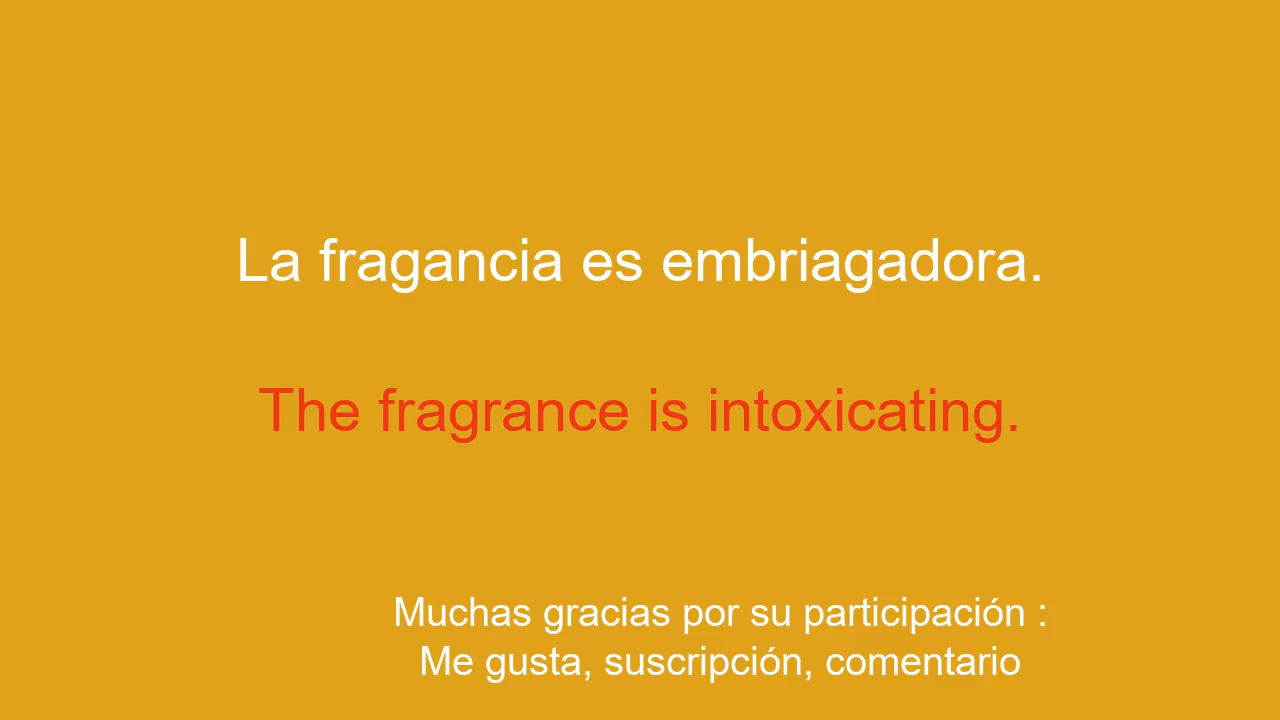 La fragancia es embriagadora.
The fragrance is intoxicating.
Muchas gracias por su participación :
Me gusta, suscripción, comentario